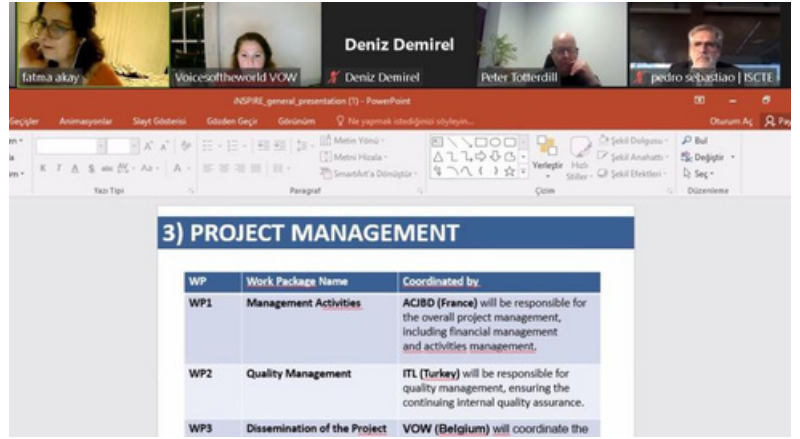 Deniz Demirel
fatma akay
Voicesoftheworld VOW
Deniz Demirel
Peter Totterdill
pedro sebastiao | ISCTE -
iNSPIRE_general_presentation (1) - PowerPoint
Geçişler Animasyonlar Slayt Gösterisi Gözden Geçir Görünüm Ne yapmak istediğinizi söyleyin... Oturum Aç Pay
Metin Yönü
Metni Hizala
SmartArt'a Dönüştür
Yerleştir
Hızlı
Stiller
Şekil Dolgusu
Şekil Anahattı
Şekil Efektleri
Bul
Değiştir
Seç
K T A S abc Aa A
Yazı Tipi Paragraf Çizim Düzenleme
3) PROJECT MANAGEMENT
WP Work Package Name Coordinated by
WP1 Management Activities ACJBD (France) will be responsible for
the overall project management,
including financial management
and activities management.
WP2 Quality Management ITL (Turkey) will be responsible for
quality management, ensuring the
continuing internal quality assurance.
WP3 Dissemination of the Project VOW (Belgium) will coordinate the